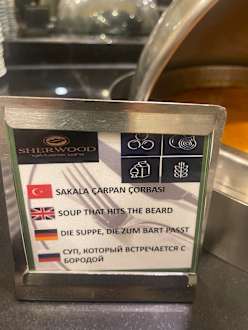 SHERWOOD
SAKALA ÇARPAN ÇORBASI
SOUP THAT HITS THE BEARD
DIE SUPPE, DIE ZUM BART PASST
СУП, КОТОРЫЙ ВСТРЕЧАЕТСЯ С
БОРОДОЙ